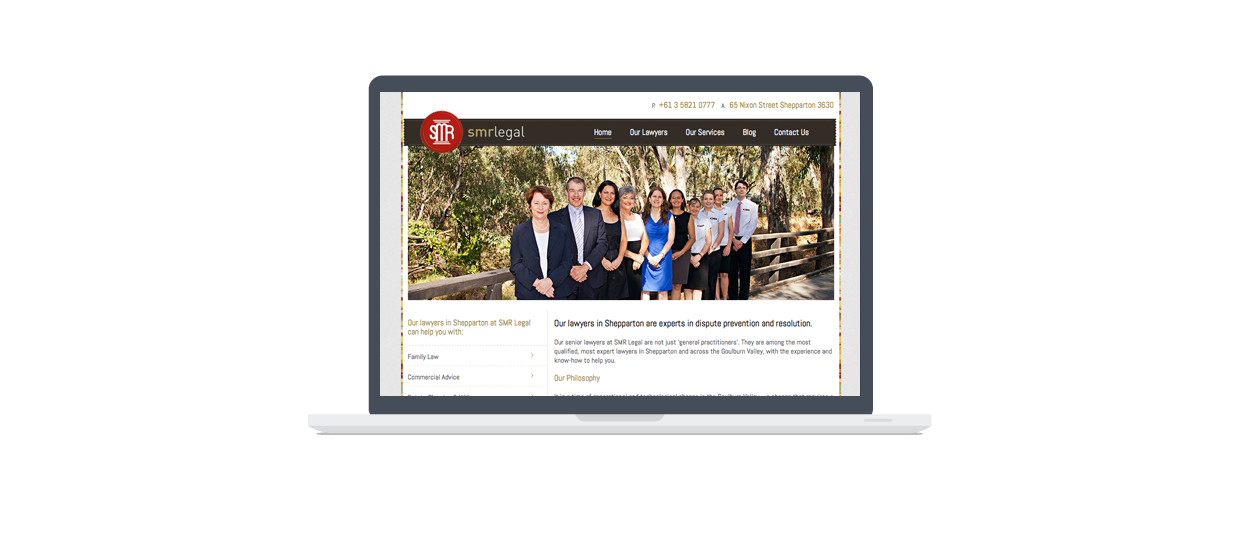 P. +61 3 5821 0777 A. 65 Nixon Street Shepparton 3630
SMR smrlegal Home Our Lawyers Our Services Blog Contact Us
Our lawyers in Shepparton at SMR Legal
can help you with:
Family Law
Commercial Advice
Our lawyers in Shepparton are experts in dispute prevention and resolution.
Our senior lawyers at SMR Legal are not just 'general practitioners'. They are among the most
qualified, most expert lawyers in Shepparton and across the Goulburn Valley, with the experience and
know-how to help you.
Our Philosophy